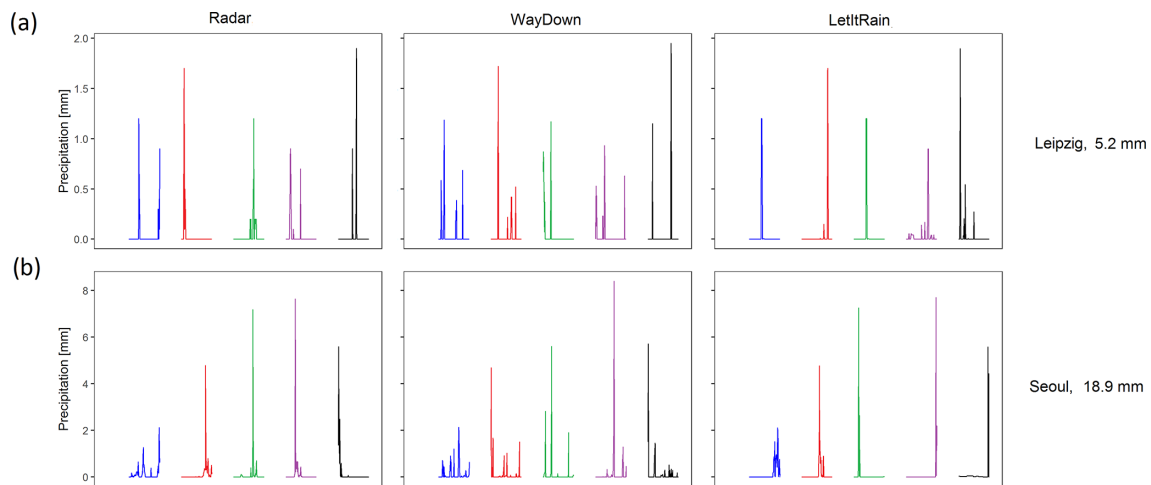 (a)
Radar
WayDown
LetItRain
Precipitation [mm]
2.0
1.5
1.0
0.5
0.0
Leipzig, 5.2 mm
(b)
Precipitation [mm]
8
6
4
2
0
Seoul, 18.9 mm